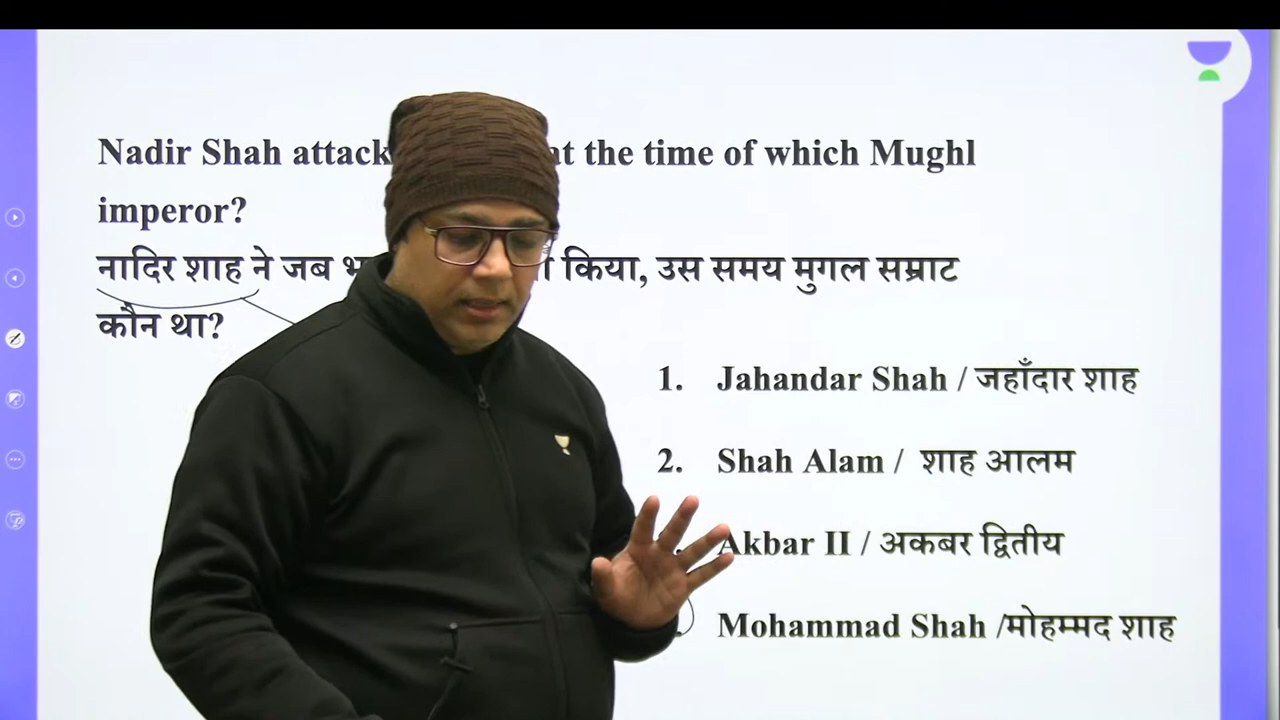 Nadir Shah attack at the time of which Mughl
imperor?
नादिर शाह ने जब किया, उस समय मुगल सम्राट
कौन था?
1. Jahandar Shah / जहाँदार शाह
2. Shah Alam / शाह आलम
Akbar II / अकबर द्वितीय
Mohammad Shah /मोहम्मद शाह